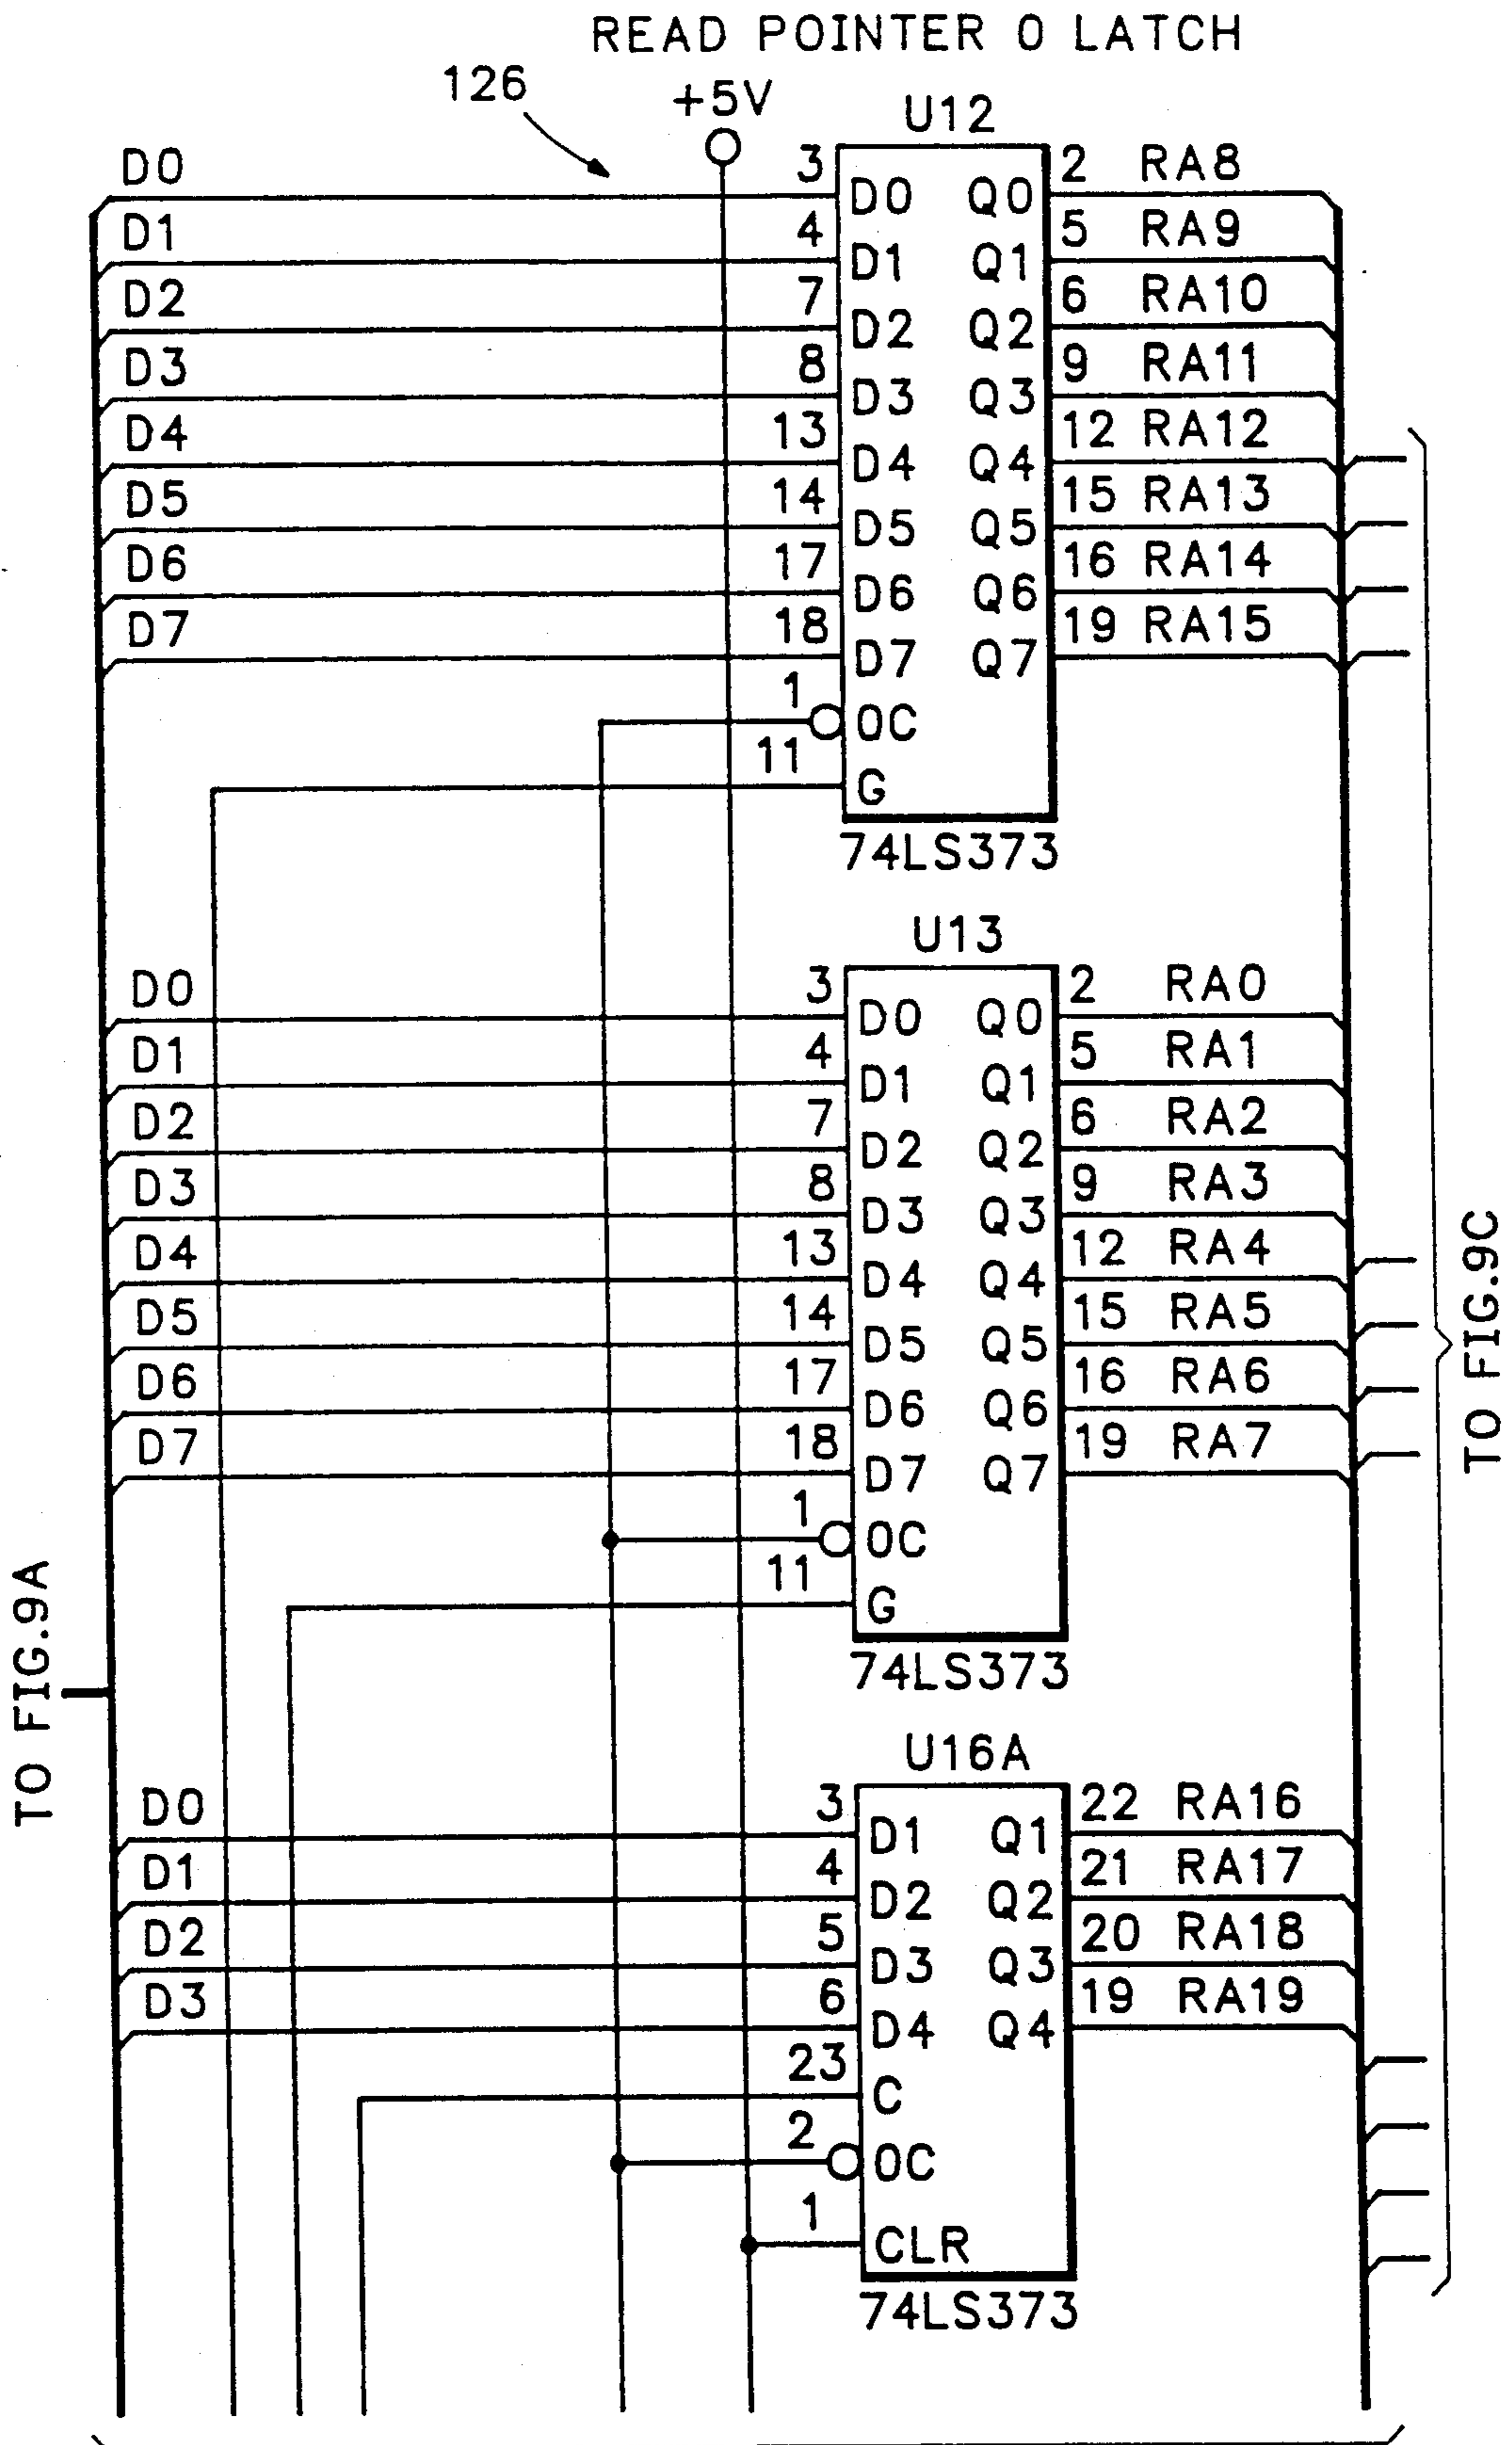 READ POINTER 0 LATCH
126
+5V
U12
D0 3 D0 Q0 2 RA8
D1 4 D1 Q1 5 RA9
D2 7 D2 Q2 6 RA10
D3 8 D3 Q3 9 RA11
D4 13 D4 Q4 12 RA12
D5 14 D5 Q5 15 RA13
D6 17 D6 Q6 16 RA14
D7 18 D7 Q7 19 RA15
1 OC
11 G
74LS373
U13
D0 3 D0 Q0 2 RA0
D1 4 D1 Q1 5 RA1
D2 7 D2 Q2 6 RA2
D3 8 D3 Q3 9 RA3
D4 13 D4 Q4 12 RA4
D5 14 D5 Q5 15 RA5
D6 17 D6 Q6 16 RA6
D7 18 D7 Q7 19 RA7
1 OC
11 G
74LS373
TO FIG.9A
TO FIG.9C
U16A
D0 3 D1 Q1 22 RA16
D1 4 D2 Q2 21 RA17
D2 5 D3 Q3 20 RA18
D3 6 D4 Q4 19 RA19
23 C
2 OC
1 CLR
74LS373